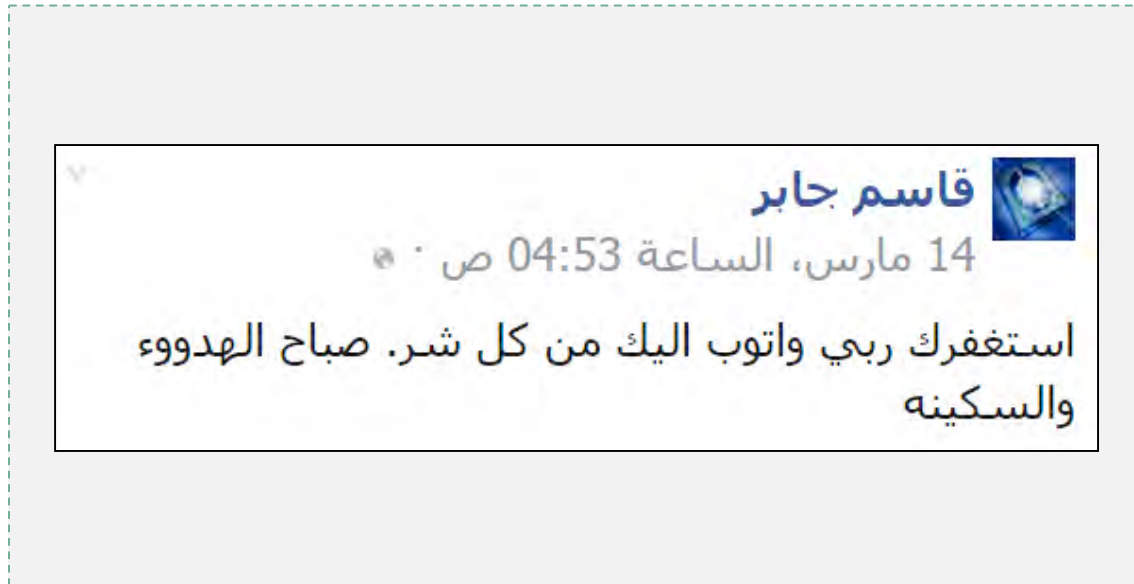 قاسم جابر
14 مارس، الساعة 04:53 ص ·
استغفرك ربي واتوب اليك من كل شر. صباح الهدووء
والسكينه